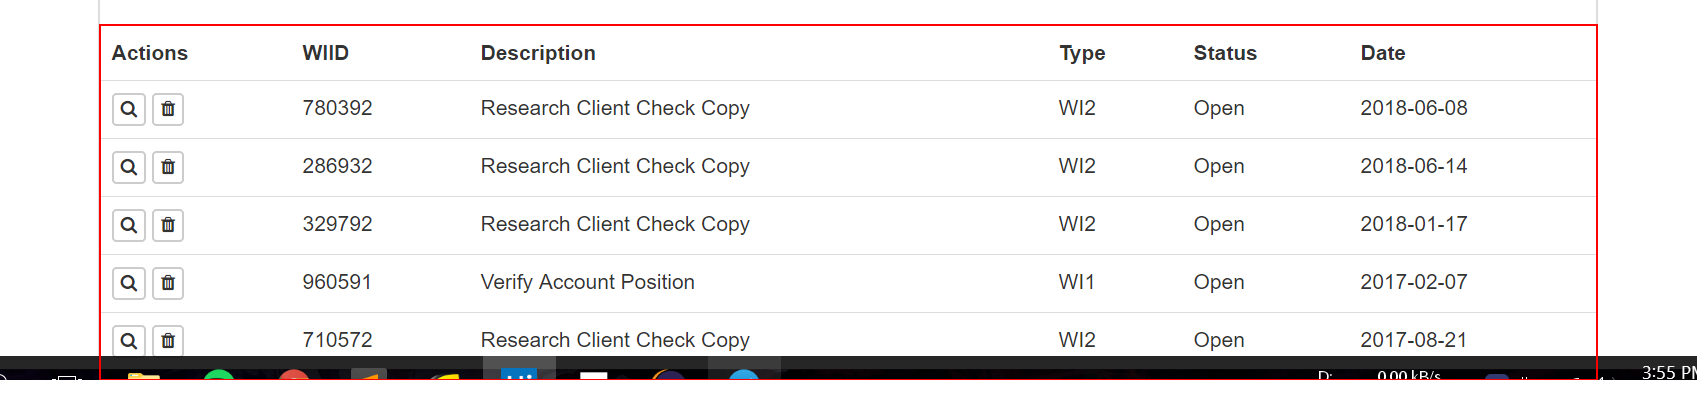 Actions WIID Description Type Status Date
780392 Research Client Check Copy WI2 Open 2018-06-08
286932 Research Client Check Copy WI2 Open 2018-06-14
329792 Research Client Check Copy WI2 Open 2018-01-17
960591 Verify Account Position WI1 Open 2017-02-07
710572 Research Client Check Copy WI2 Open 2017-08-21
D: 0.00 kB/s 3:55 PM